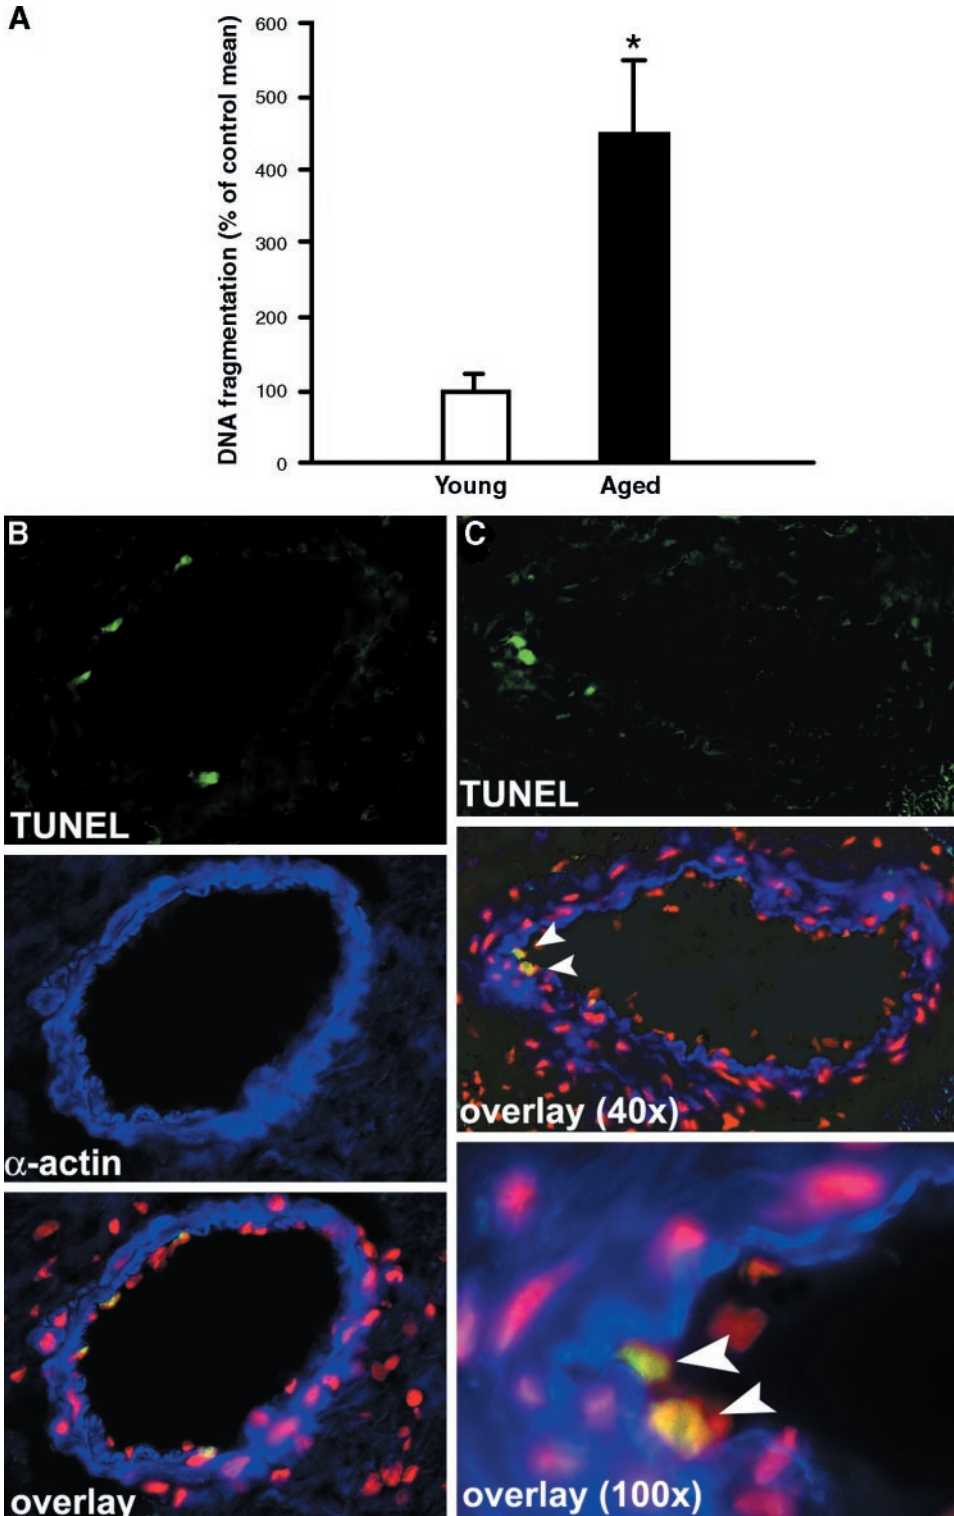 A
DNA fragmentation (% of control mean)
600
500
400
300
200
100
0
*
Young
Aged
B
TUNEL
α-actin
overlay
C
TUNEL
overlay (40x)
overlay (100x)